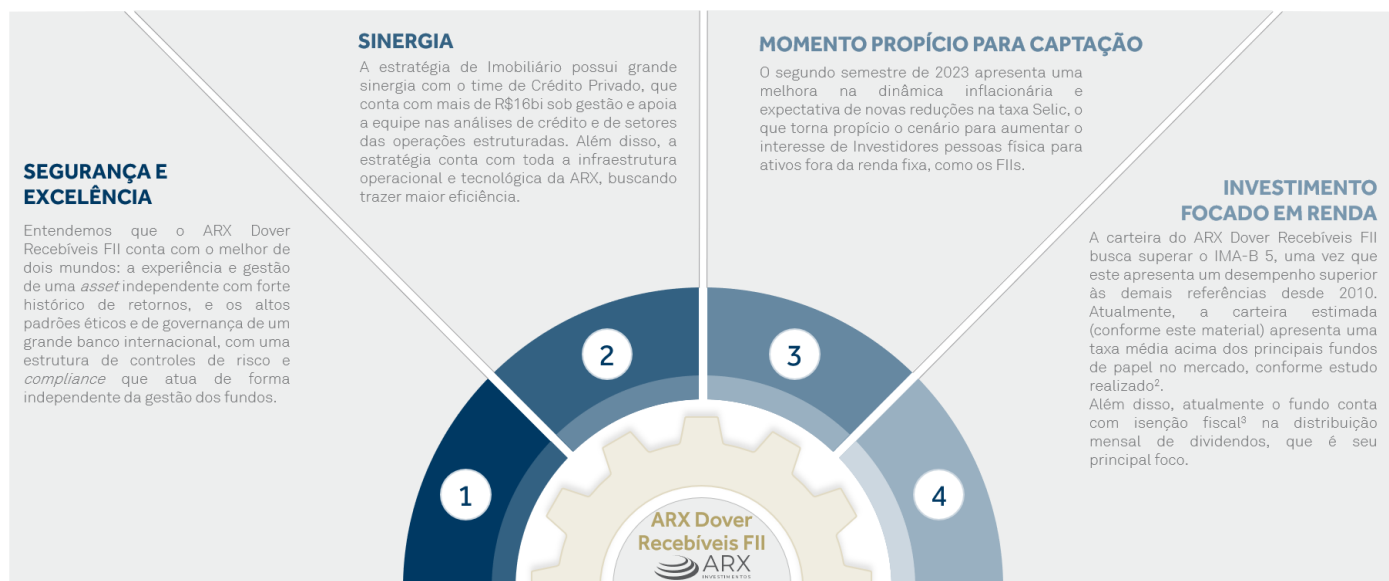 SEGURANÇA E
EXCELÊNCIA
Entendemos que o ARX Dover
Recebíveis FII conta com o melhor de
dois mundos: a experiência e gestão
de uma asset independente com forte
histórico de retornos, e os altos
padrões éticos e de governança de um
grande banco internacional, com uma
estrutura de controles de risco e
compliance que atua de forma
independente da gestão dos fundos.
SINERGIA
A estratégia de Imobiliário possui grande
sinergia com o time de Crédito Privado, que
conta com mais de R$16bi sob gestão e apoia
a equipe nas análises de crédito e de setores
das operações estruturadas. Além disso, a
estratégia conta com toda a infraestrutura
operacional e tecnológica da ARX, buscando
trazer maior eficiência.
MOMENTO PROPÍCIO PARA CAPTAÇÃO
O segundo semestre de 2023 apresenta uma
melhora na dinâmica inflacionária e
expectativa de novas reduções na taxa Selic, o
que torna propício o cenário para aumentar o
interesse de Investidores pessoas física para
ativos fora da renda fixa, como os FIIs.
INVESTIMENTO
FOCADO EM RENDA
A carteira do ARX Dover Recebíveis FII
busca superar o IMA-B 5, uma vez que
este apresenta um desempenho superior
às demais referências desde 2010.
Atualmente, a carteira estimada
(conforme este material) apresenta uma
taxa média acima dos principais fundos
de papel no mercado, conforme estudo
realizado².
Além disso, atualmente o fundo conta
com isenção fiscal³ na distribuição
mensal de dividendos, que é seu
principal foco.
1
2
3
4
ARX Dover
Recebíveis FII
ARX
INVESTIMENTOS